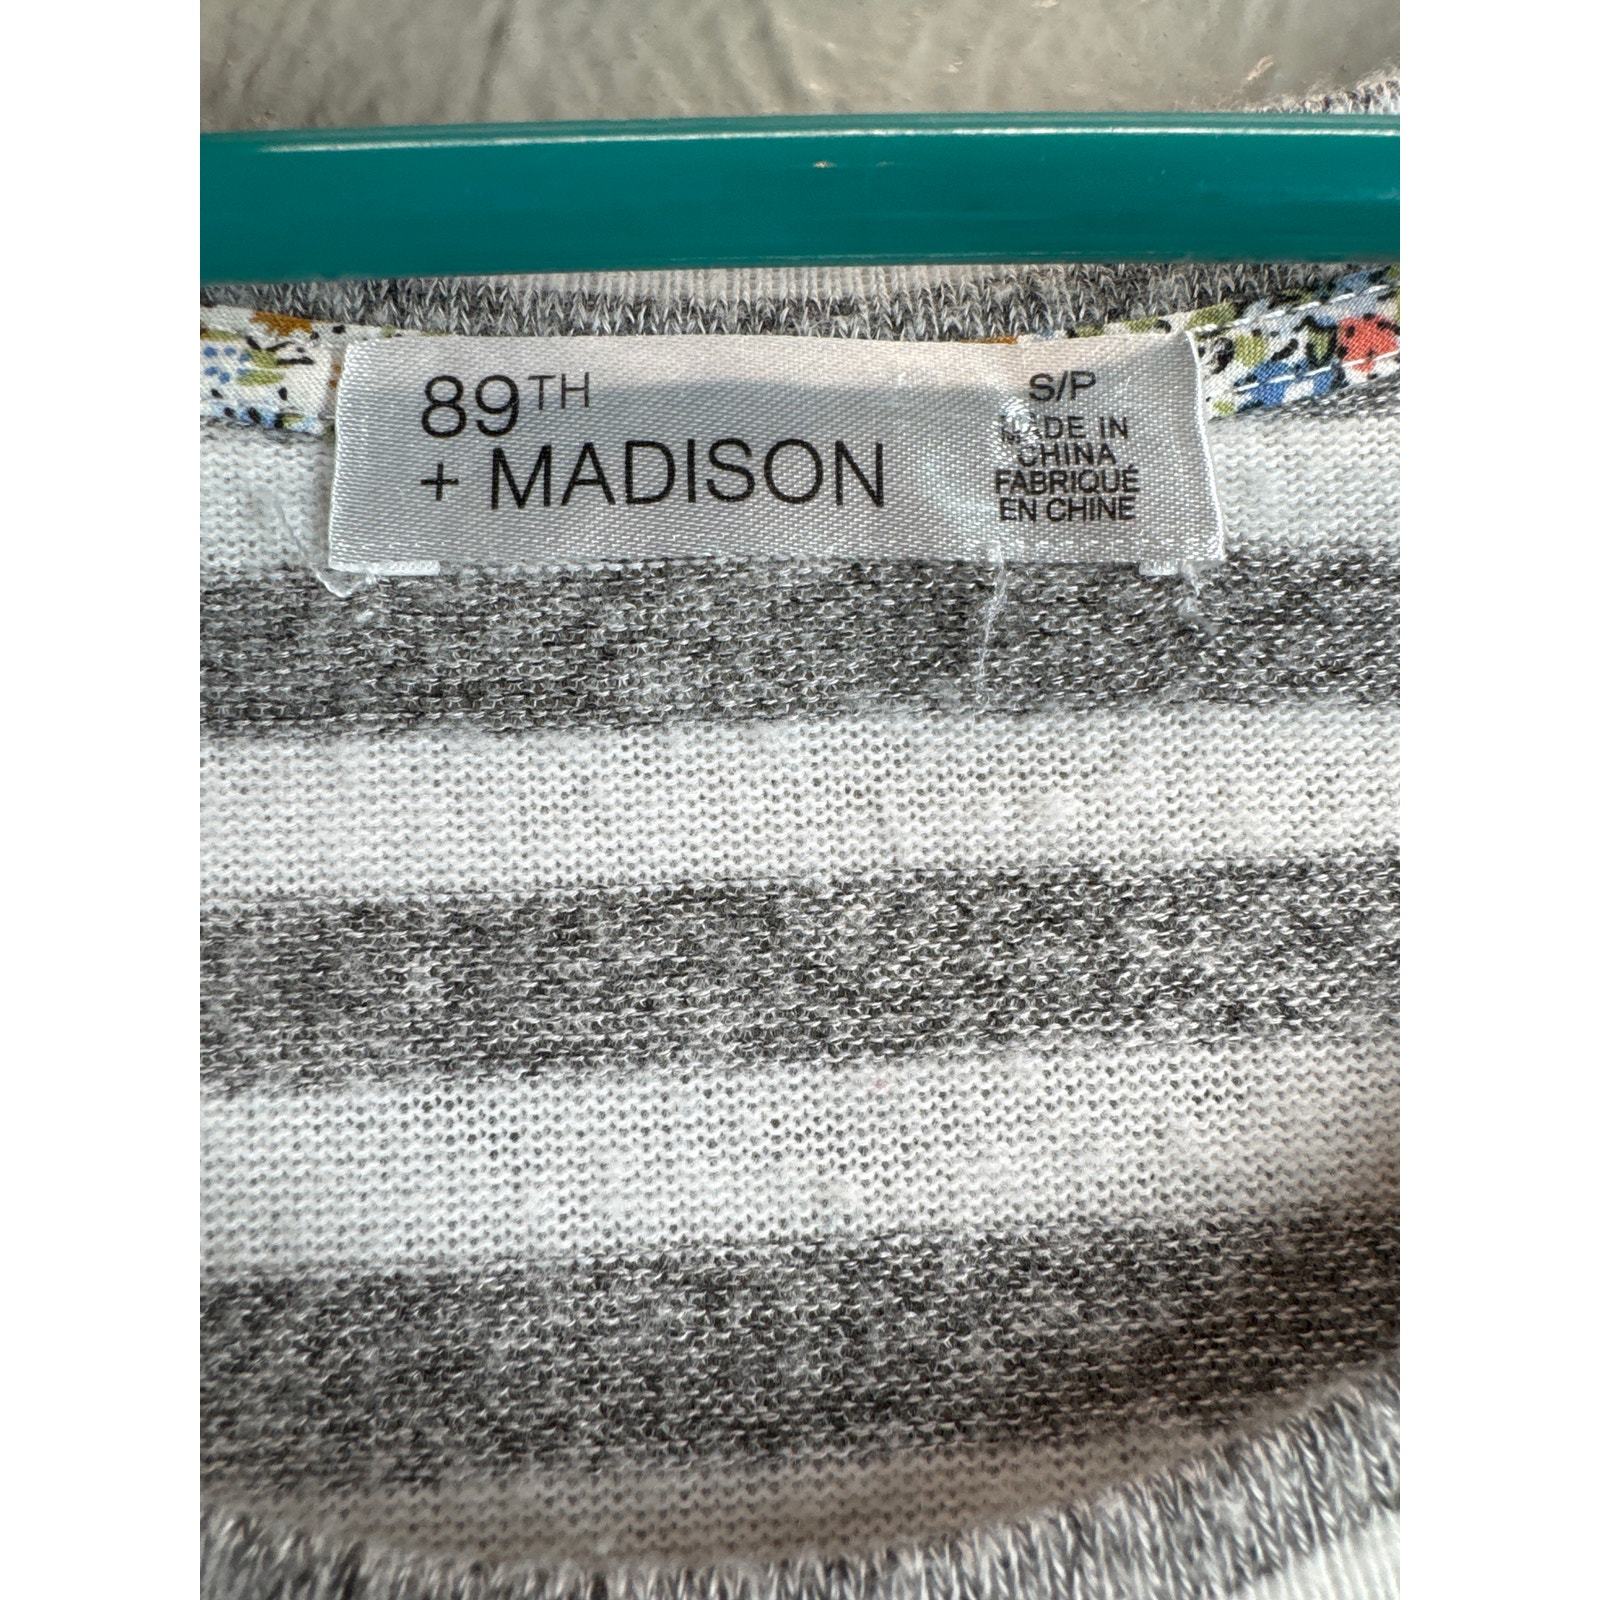 89TH
+ MADISON
S/P
MADE IN
CHINA
FABRIQUÉ
EN CHINE